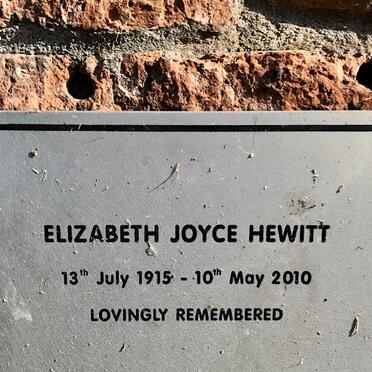 ELIZABETH JOYCE HEWITT
13th July 1915 - 10th May 2010
LOVINGLY REMEMBERED